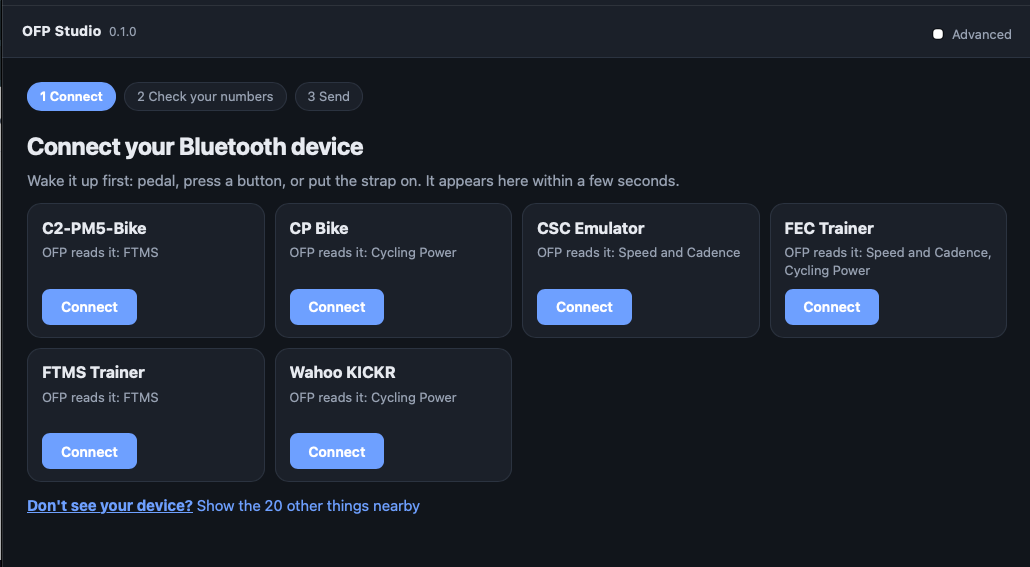 OFP Studio 0.1.0
Advanced
1 Connect 2 Check your numbers 3 Send
Connect your Bluetooth device
Wake it up first: pedal, press a button, or put the strap on. It appears here within a few seconds.
C2-PM5-Bike
OFP reads it: FTMS
Connect
CP Bike
OFP reads it: Cycling Power
Connect
CSC Emulator
OFP reads it: Speed and Cadence
Connect
FEC Trainer
OFP reads it: Speed and Cadence,
Cycling Power
Connect
FTMS Trainer
OFP reads it: FTMS
Connect
Wahoo KICKR
OFP reads it: Cycling Power
Connect
Don't see your device? Show the 20 other things nearby